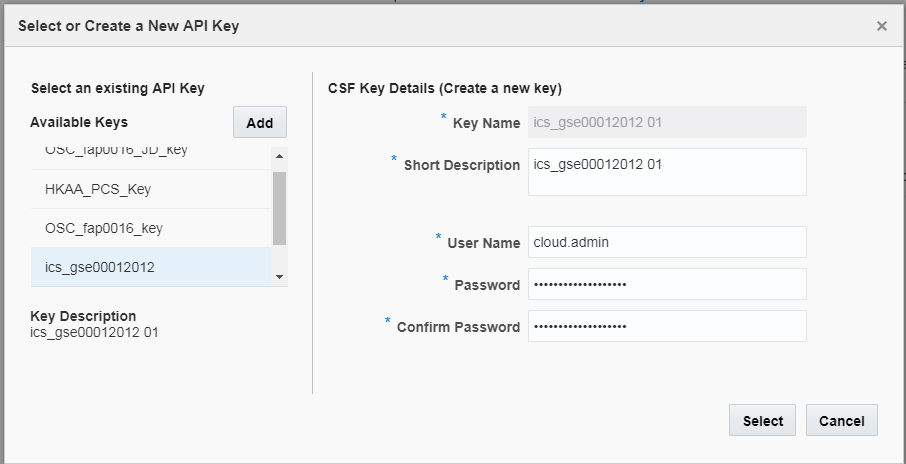 Select or Create a New API Key
Select an existing API Key
Available Keys
Add
OSC_fap0016_JD_key
HKAA_PCS_Key
OSC_fap0016_key
ics_gse00012012
Key Description
ics_gse00012012 01
CSF Key Details (Create a new key)
* Key Name ics_gse00012012 01
* Short Description ics_gse00012012 01
* User Name cloud.admin
* Password •••••••••••••••••••
* Confirm Password •••••••••••••••••••
Select Cancel